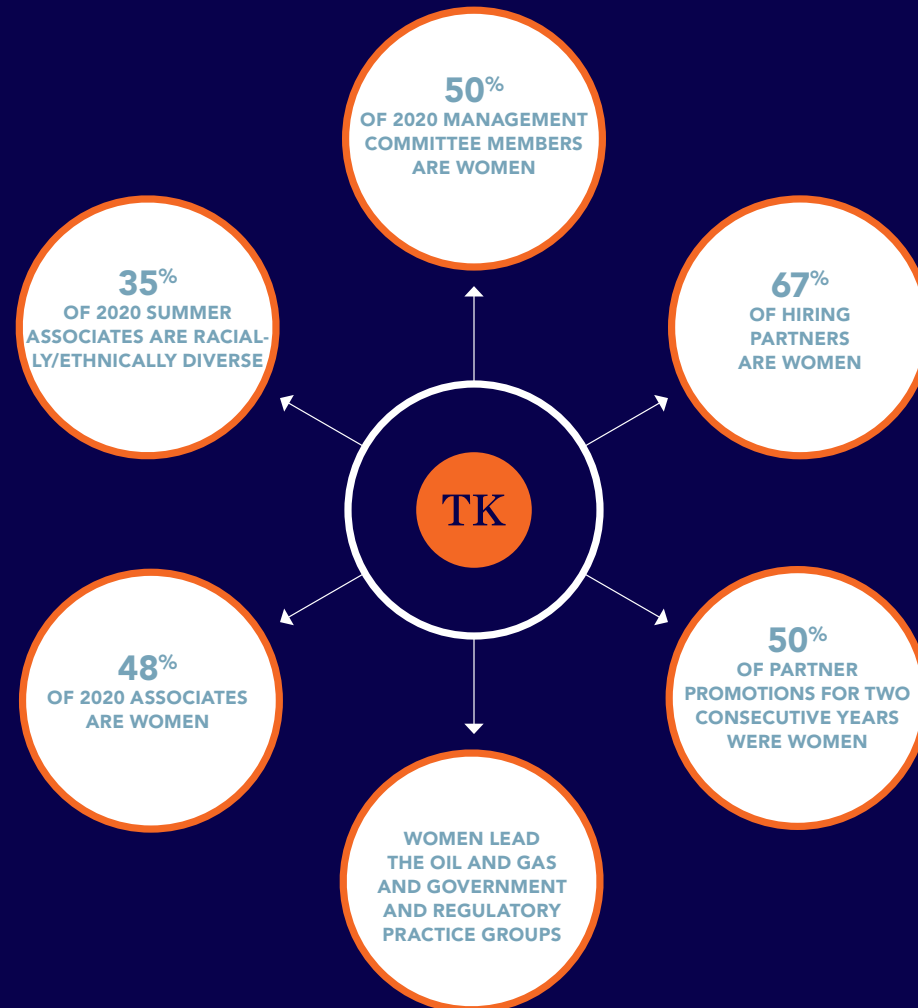 50%
OF 2020 MANAGEMENT
COMMITTEE MEMBERS
ARE WOMEN
35%
OF 2020 SUMMER
ASSOCIATES ARE RACIAL-
LY/ETHNICALLY DIVERSE
67%
OF HIRING
PARTNERS
ARE WOMEN
TK
48%
OF 2020 ASSOCIATES
ARE WOMEN
50%
OF PARTNER
PROMOTIONS FOR TWO
CONSECUTIVE YEARS
WERE WOMEN
WOMEN LEAD
THE OIL AND GAS
AND GOVERNMENT
AND REGULATORY
PRACTICE GROUPS